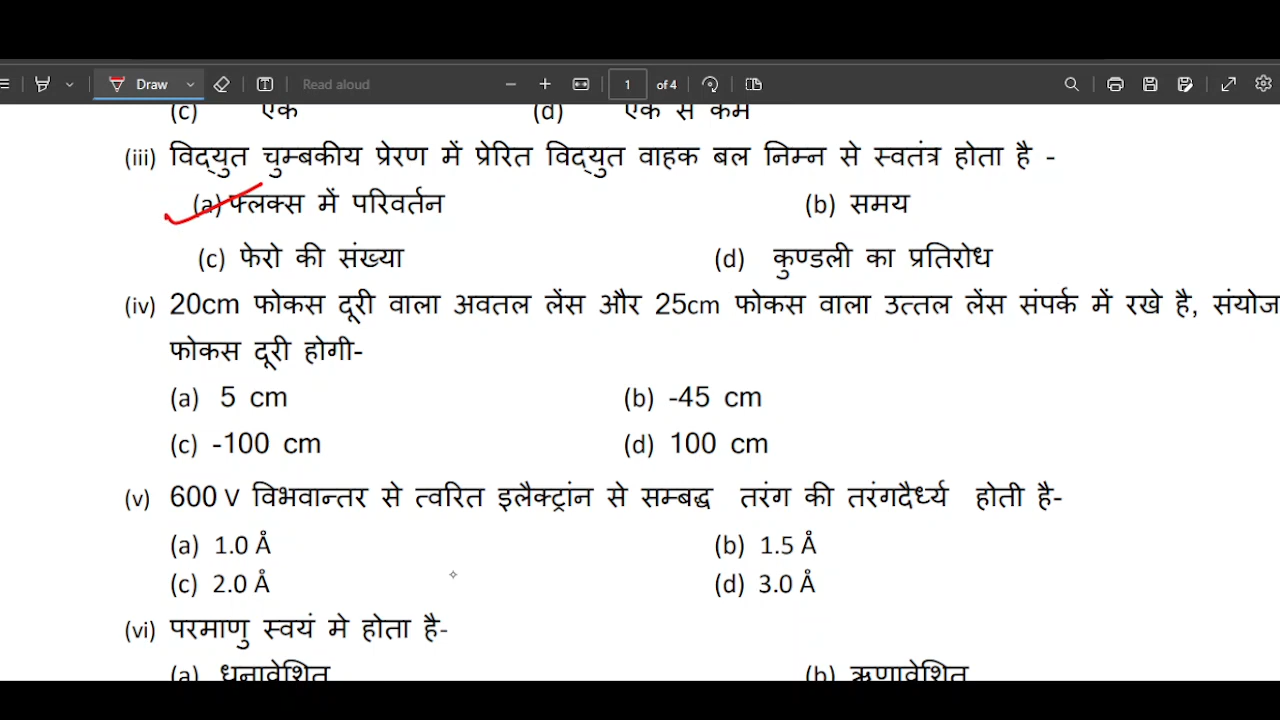 Draw Read aloud 1 of 4
(c) एक (d) एक से कम
(iii) विद्युत चुम्बकीय प्रेरण में प्रेरित विद्युत वाहक बल निम्न से स्वतंत्र होता है -
(a) फ्लक्स में परिवर्तन (b) समय
(c) फेरो की संख्या (d) कुण्डली का प्रतिरोध
(iv) 20cm फोकस दूरी वाला अवतल लेंस और 25cm फोकस वाला उत्तल लेंस संपर्क में रखे है, संयोज
फोकस दूरी होगी-
(a) 5 cm (b) -45 cm
(c) -100 cm (d) 100 cm
(v) 600 V विभवान्तर से त्वरित इलैक्ट्रांन से सम्बद्ध तरंग की तरंगदैर्ध्य होती है-
(a) 1.0 Å (b) 1.5 Å
(c) 2.0 Å (d) 3.0 Å
(vi) परमाणु स्वयं मे होता है-
(a) धनावेशित (b) ऋणावेशित